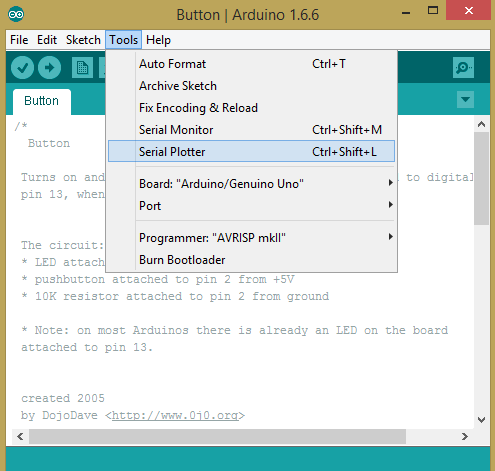 Button | Arduino 1.6.6
File Edit Sketch Tools Help
Auto Format Ctrl+T
Archive Sketch
Fix Encoding & Reload
Serial Monitor Ctrl+Shift+M
Serial Plotter Ctrl+Shift+L
Board: "Arduino/Genuino Uno"
Port
Programmer: "AVRISP mkII"
Burn Bootloader
Button
/*
Button
Turns on and d to digital
pin 13, when
The circuit:
* LED attach
* pushbutton attached to pin 2 from +5V
* 10K resistor attached to pin 2 from ground
* Note: on most Arduinos there is already an LED on the board
attached to pin 13.
created 2005
by DojoDave <http://www.0j0.org>